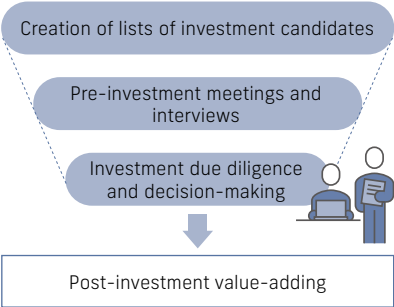 Creation of lists of investment candidates
Pre-investment meetings and
interviews
Investment due diligence
and decision-making
Post-investment value-adding